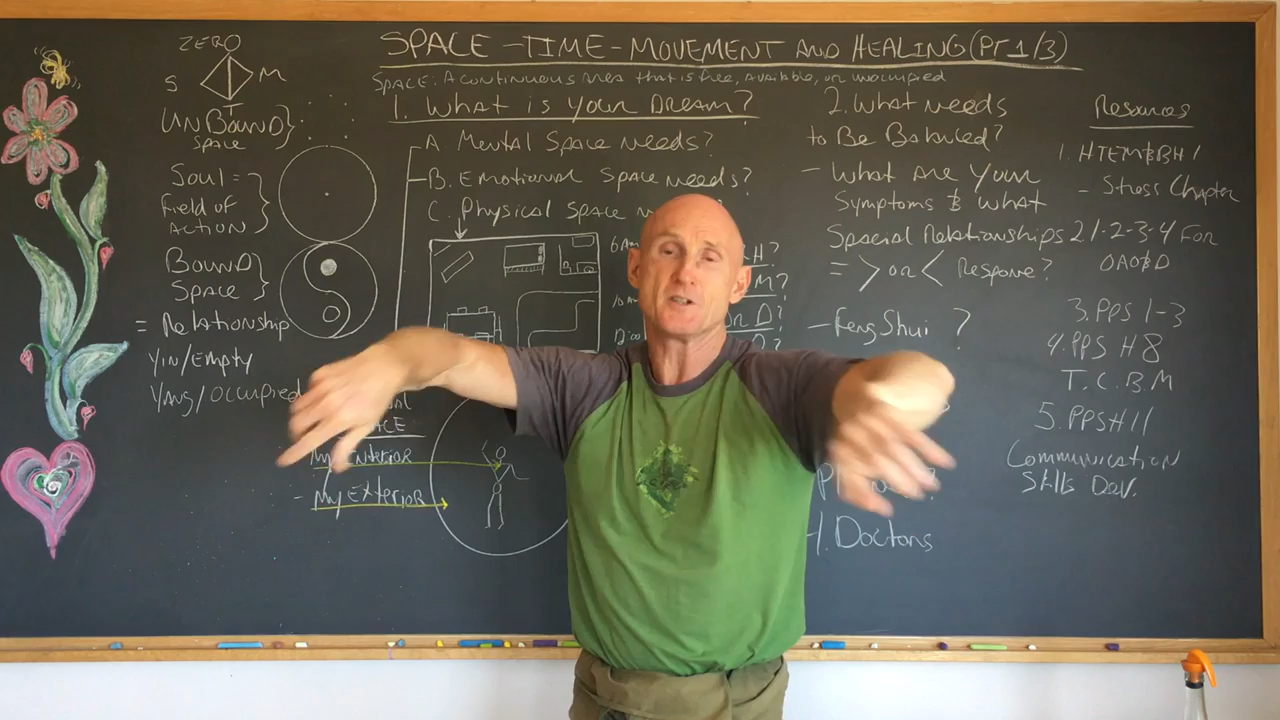 SPACE-TIME-MOVEMENT AND HEALING (Pt 1/3)
SPACE: A continuous area that is free, available, or unoccupied
ZERO
S
M
T
UNBOUND
SPACE
Soul =
Field of
ACTION
BOUND
SPACE
= Relationship
YIN/EMPTY
YANG/OCCUPIED
1. What is your Dream?
A Mental Space needs?
B. Emotional Space needs?
C. Physical Space
H?
M?
D?
My Interior
- My Exterior
2. What needs
to Be Balanced?
- What Are Your
Symptoms & what
Spacial Relationships
= > or < Response?
- Feng Shui ?
4. Doctors
Resources
1. HTEM&BH!
- Stress Chapter
2. 1-2-3-4 For
OAO&D
3. PPS 1-3
4. PPS H8
T.C.B.M
5. PPS H11
Communication
Skills Dev.